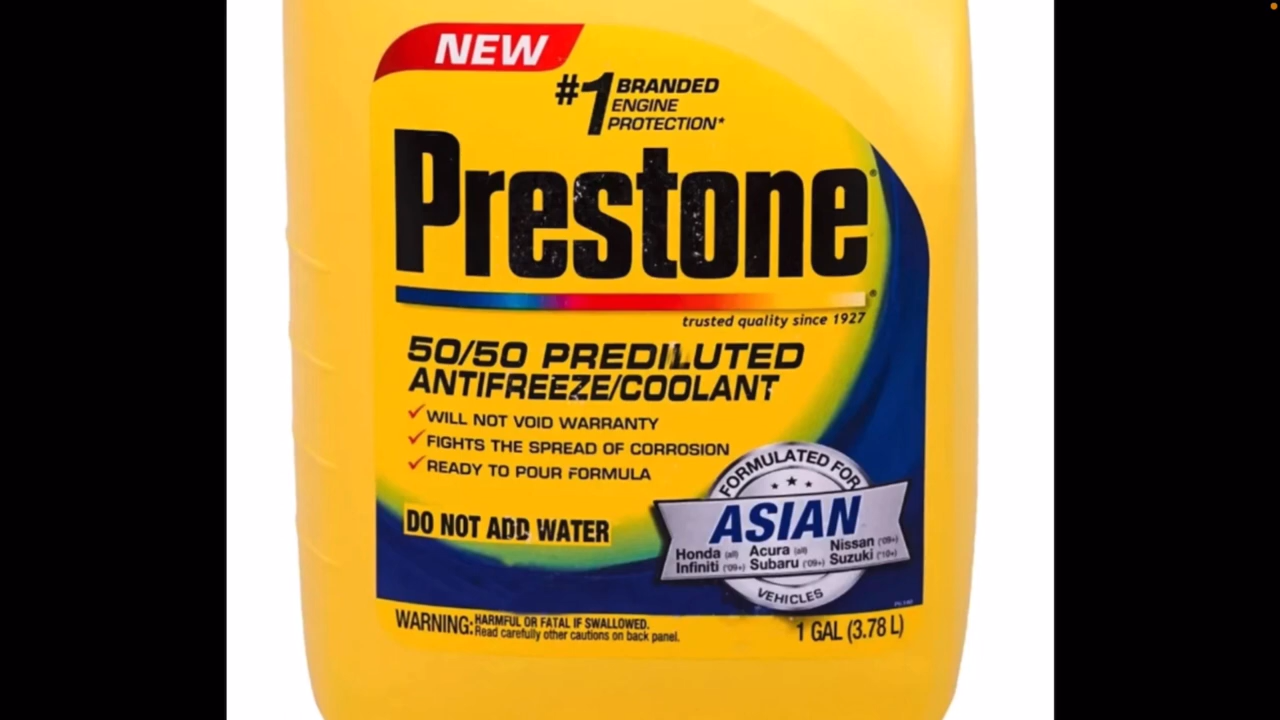 NEW
#1 BRANDED
ENGINE
PROTECTION*
Prestone®
®
trusted quality since 1927
50/50 PREDILUTED
ANTIFREEZE/COOLANT
✓WILL NOT VOID WARRANTY
✓FIGHTS THE SPREAD OF CORROSION
✓READY TO POUR FORMULA
DO NOT ADD WATER
FORMULATED FOR
ASIAN
Honda (all) Acura (all) Nissan ('09+)
Infiniti ('09+) Subaru ('09+) Suzuki ('10+)
VEHICLES
WARNING: HARMFUL OR FATAL IF SWALLOWED.
Read carefully other cautions on back panel.
1 GAL (3.78 L)